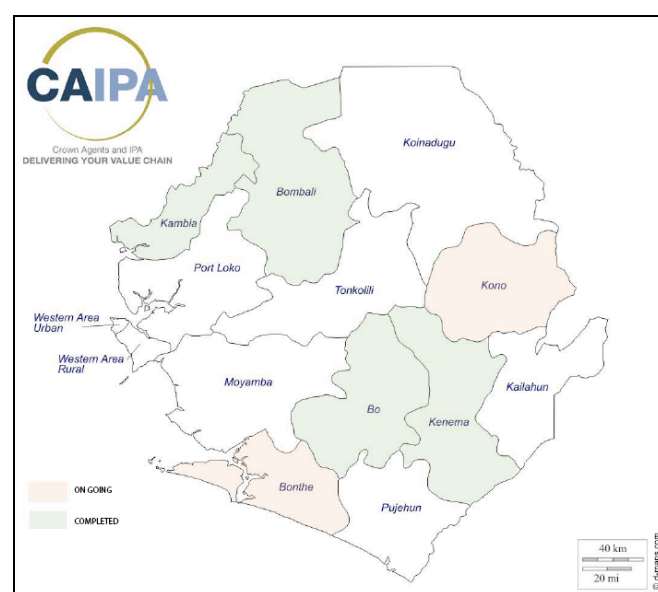 CAIPA
Crown Agents and IPA
DELIVERING YOUR VALUE CHAIN
Koinadugu
Bombali
Kambia
Port Loko
Kono
Tonkolili
Western Area
Urban
Western Area
Rural
Moyamba
Kailahun
Bo
Kenema
Bonthe
Pujehun
ON GOING
COMPLETED
40 km
20 mi
© d-maps.com